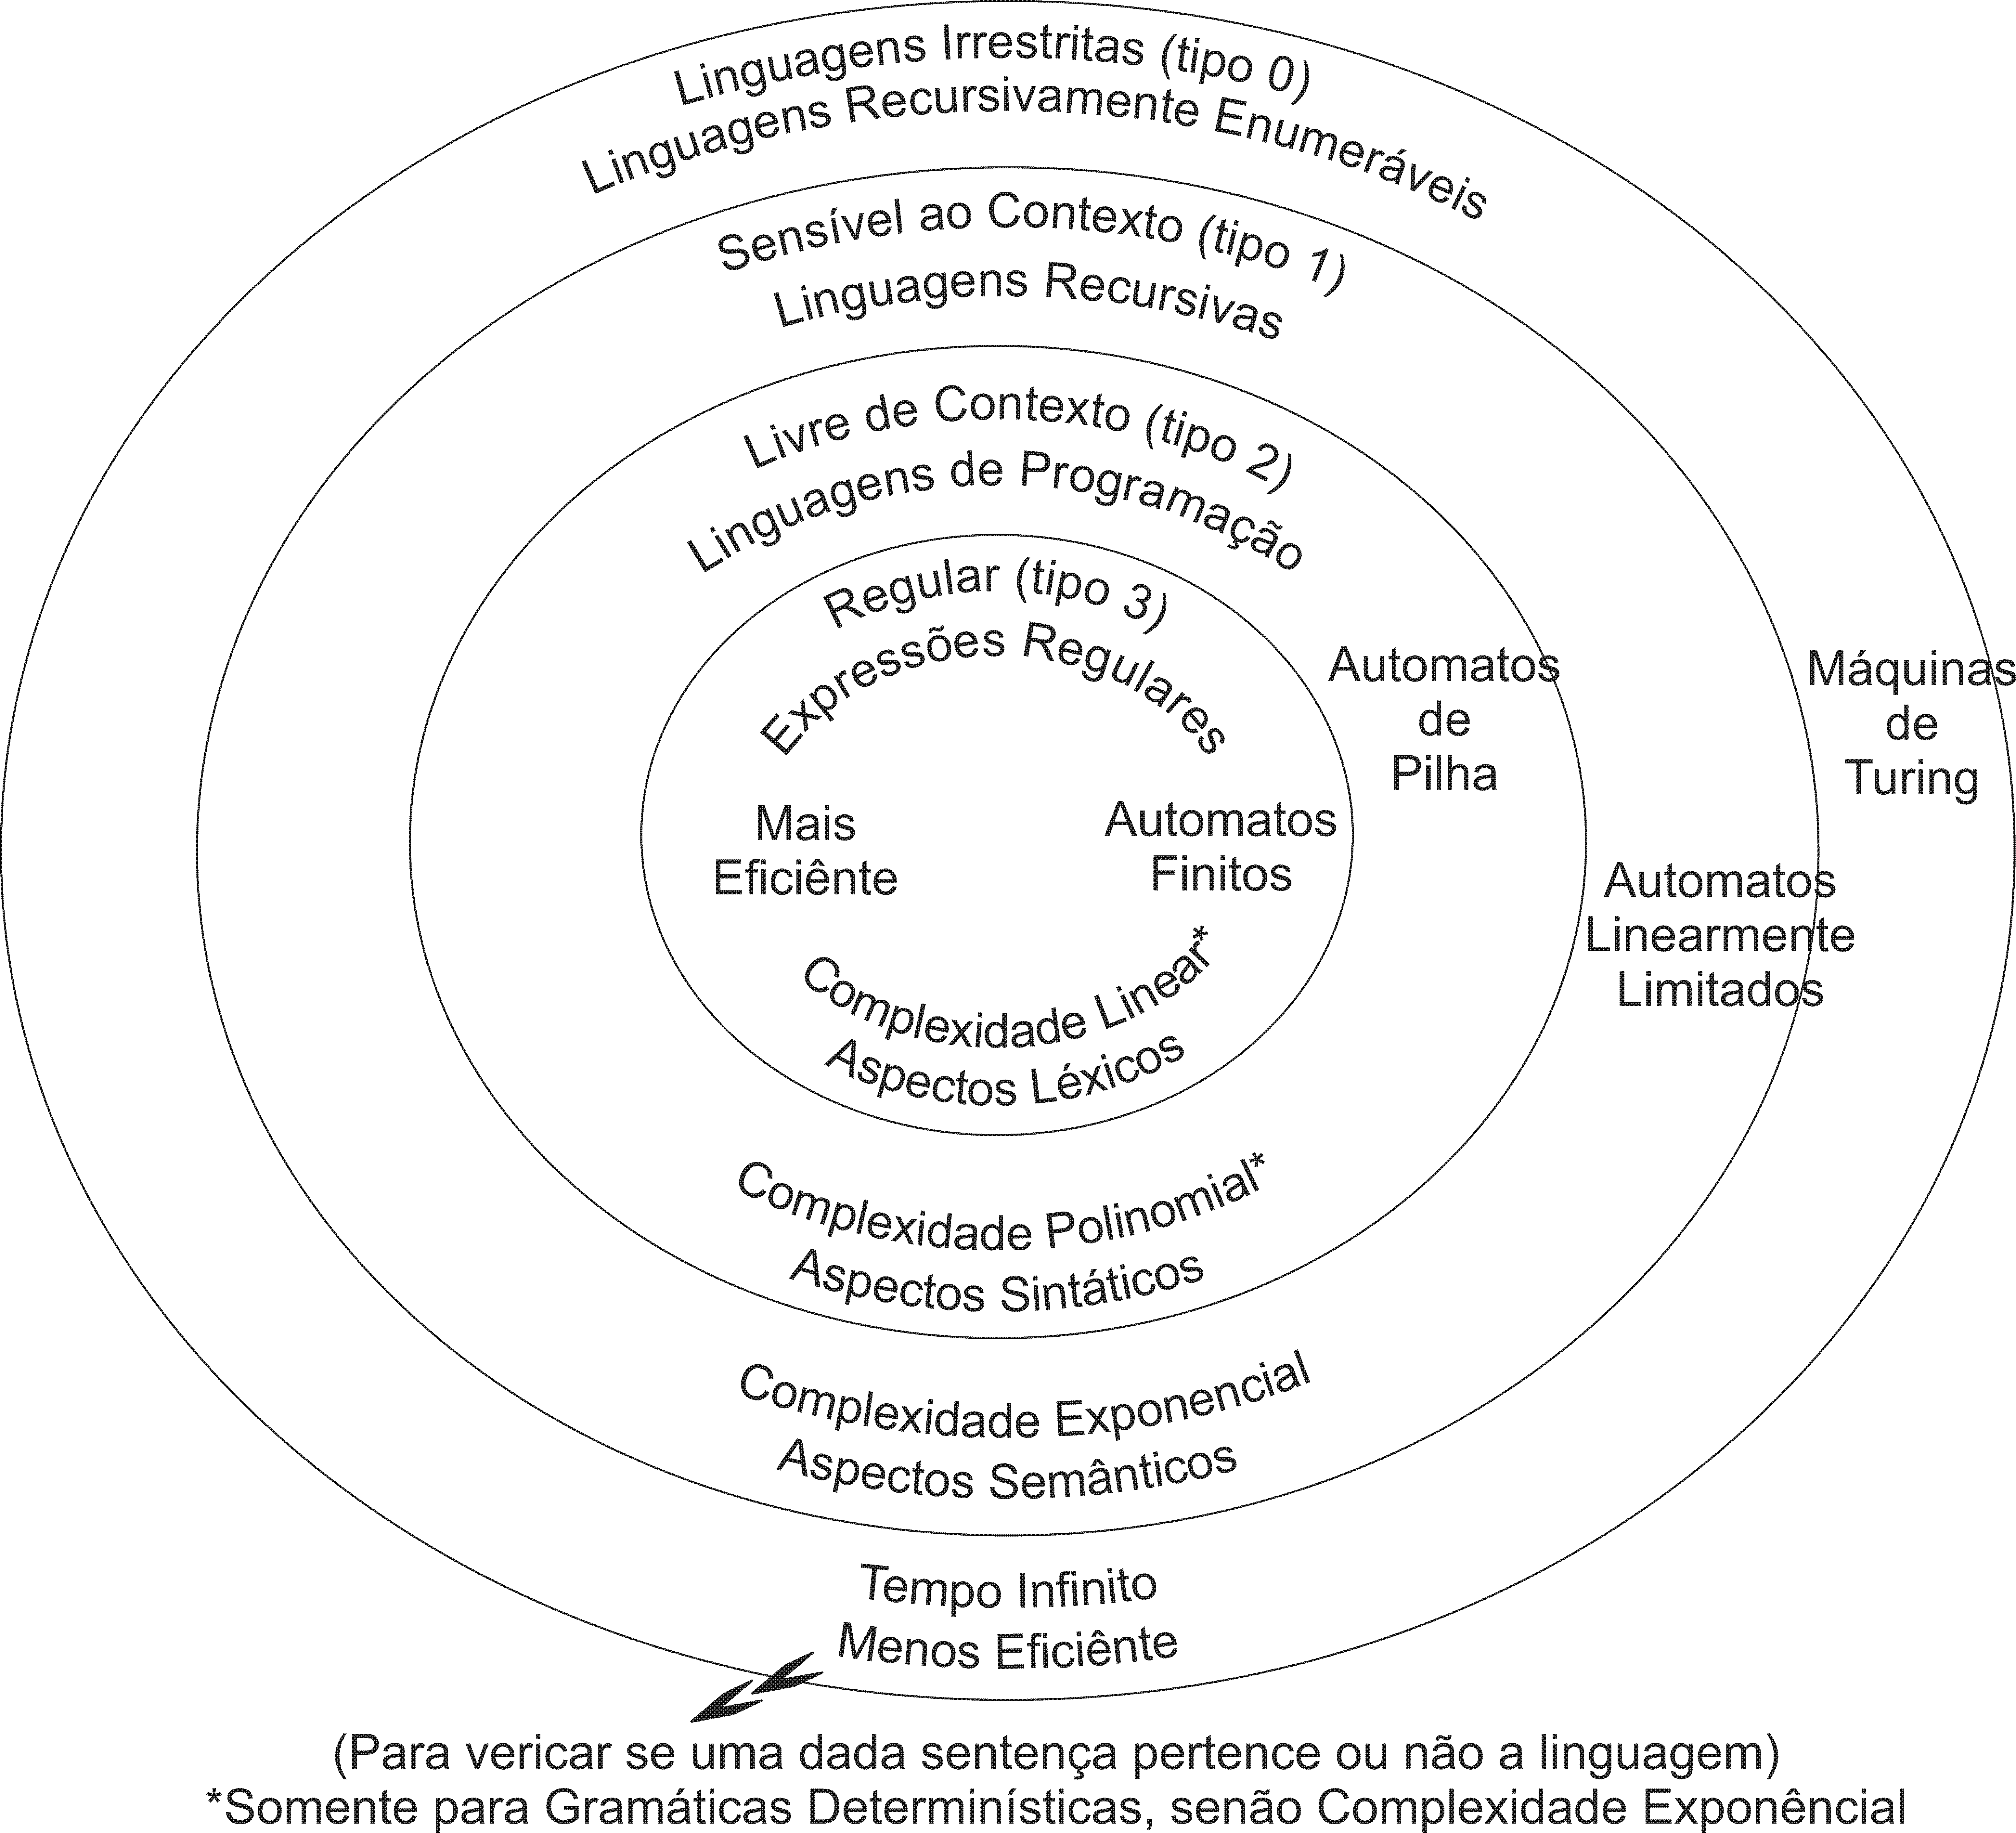 Linguagens Irrestritas (tipo 0)
Linguagens Recursivamente Enumeráveis
Sensível ao Contexto (tipo 1)
Linguagens Recursivas
Livre de Contexto (tipo 2)
Linguagens de Programação
Regular (tipo 3)
Expressões Regulares
Automatos
de
Pilha
Máquinas
de
Turing
Mais
Eficiênte
Automatos
Finitos
Automatos
Linearmente
Limitados
Complexidade Linear*
Aspectos Léxicos
Complexidade Polinomial*
Aspectos Sintáticos
Complexidade Exponencial
Aspectos Semânticos
Tempo Infinito
Menos Eficiênte
(Para vericar se uma dada sentença pertence ou não a linguagem)
*Somente para Gramáticas Determinísticas, senão Complexidade Exponêncial